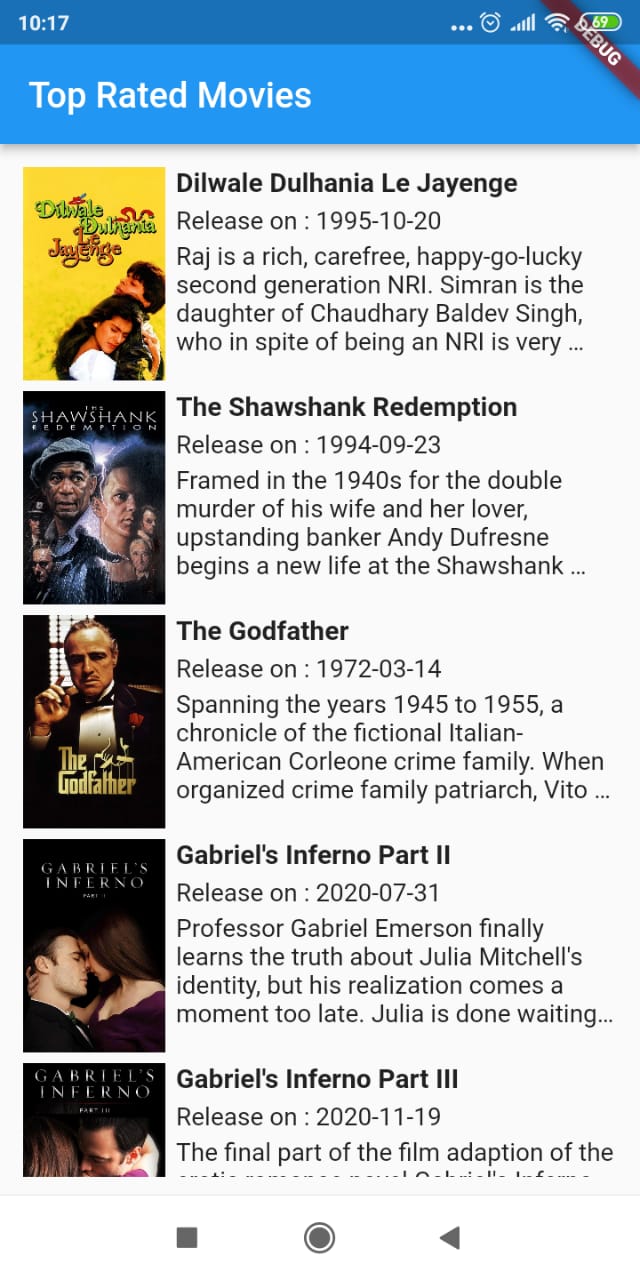 10:17
69
DEBUG
Top Rated Movies
Dilwale
Dulhania
Le
Jayenge
Dilwale Dulhania Le Jayenge
Release on : 1995-10-20
Raj is a rich, carefree, happy-go-lucky
second generation NRI. Simran is the
daughter of Chaudhary Baldev Singh,
who in spite of being an NRI is very ...
THE
SHAWSHANK
REDEMPTION
The Shawshank Redemption
Release on : 1994-09-23
Framed in the 1940s for the double
murder of his wife and her lover,
upstanding banker Andy Dufresne
begins a new life at the Shawshank ...
The
Godfather
The Godfather
Release on : 1972-03-14
Spanning the years 1945 to 1955, a
chronicle of the fictional Italian-
American Corleone crime family. When
organized crime family patriarch, Vito ...
GABRIEL'S
INFERNO
PART II
Gabriel's Inferno Part II
Release on : 2020-07-31
Professor Gabriel Emerson finally
learns the truth about Julia Mitchell's
identity, but his realization comes a
moment too late. Julia is done waiting...
GABRIEL'S
INFERNO
PART III
Gabriel's Inferno Part III
Release on : 2020-11-19
The final part of the film adaption of the
erotic romance novel Gabriel's Inferno